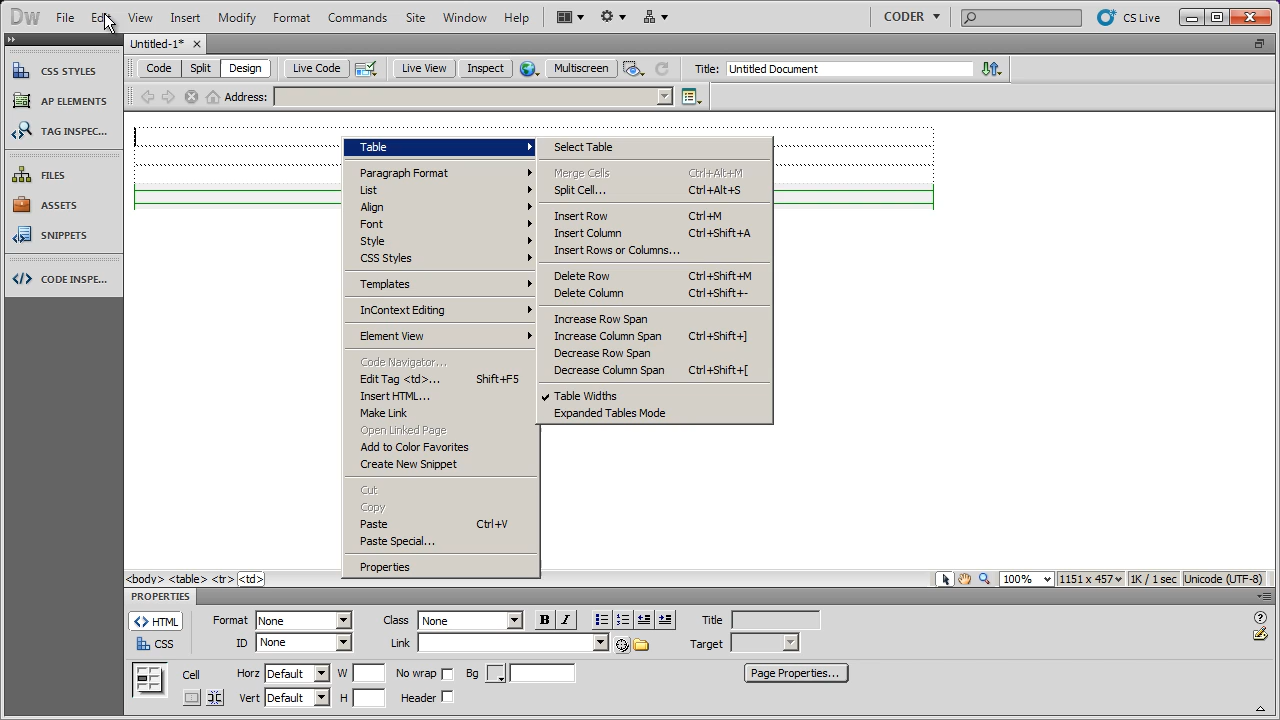 Dw File Edit View Insert Modify Format Commands Site Window Help CODER CS Live
Untitled-1* ×
Code Split Design Live Code Live View Inspect Multiscreen Title: Untitled Document
Address:
CSS STYLES
AP ELEMENTS
TAG INSPEC...
FILES
ASSETS
SNIPPETS
CODE INSPE...
Table
Paragraph Format
List
Align
Font
Style
CSS Styles
Templates
InContext Editing
Element View
Code Navigator...
Edit Tag <td>... Shift+F5
Insert HTML...
Make Link
Open Linked Page
Add to Color Favorites
Create New Snippet
Cut
Copy
Paste Ctrl+V
Paste Special...
Properties
Select Table
Merge Cells Ctrl+Alt+M
Split Cell... Ctrl+Alt+S
Insert Row Ctrl+M
Insert Column Ctrl+Shift+A
Insert Rows or Columns...
Delete Row Ctrl+Shift+M
Delete Column Ctrl+Shift+-
Increase Row Span
Increase Column Span Ctrl+Shift+]
Decrease Row Span
Decrease Column Span Ctrl+Shift+[
Table Widths
Expanded Tables Mode
<body> <table> <tr> <td> 100% 1151 x 457 1K / 1 sec Unicode (UTF-8)
PROPERTIES
<> HTML Format None Class None B I Title
CSS ID None Link Target
Cell Horz Default W No wrap Bg Page Properties...
Vert Default H Header